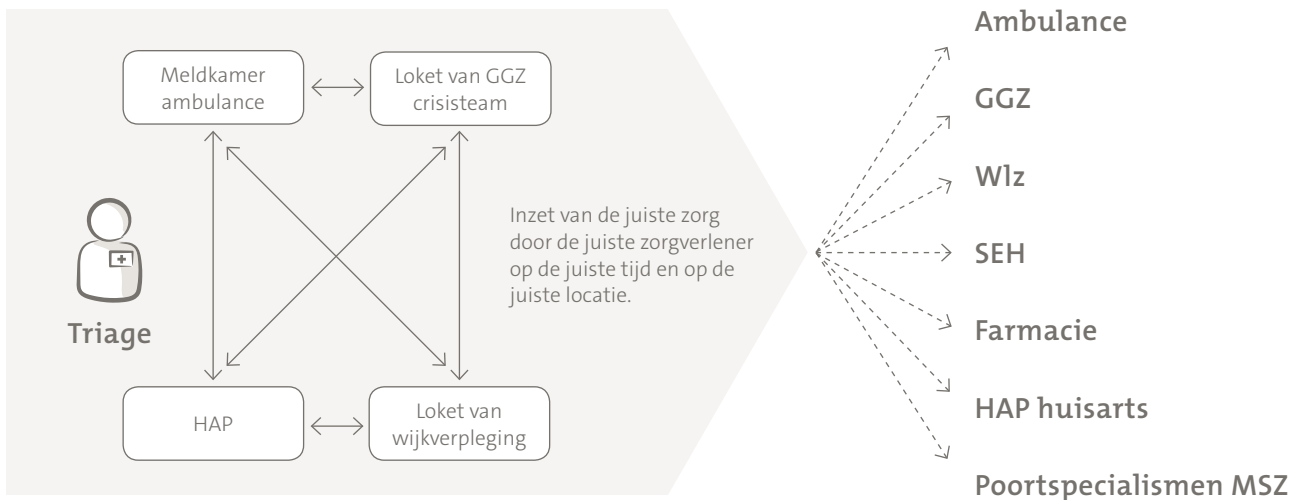 Meldkamer
ambulance
Loket van GGZ
crisisteam
Triage
Inzet van de juiste zorg
door de juiste zorgverlener
op de juiste tijd en op de
juiste locatie.
HAP
Loket van
wijkverpleging
Ambulance
GGZ
Wlz
SEH
Farmacie
HAP huisarts
Poortspecialismen MSZ